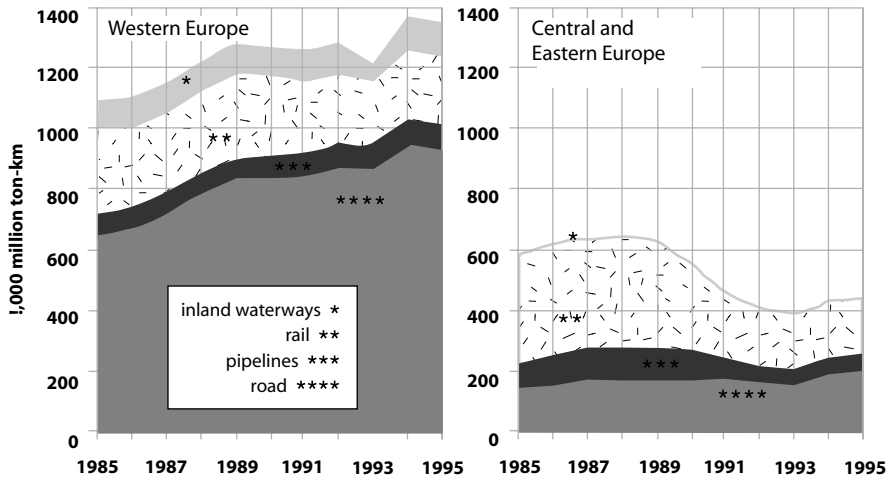 Western Europe
1400
1200
1000
800
600
400
200
0
!,000 million ton-km
*
**
***
****
inland waterways *
rail **
pipelines ***
road ****
1985 1987 1989 1991 1993 1995
Central and
Eastern Europe
1400
1200
1000
800
600
400
200
0
*
**
***
****
1985 1987 1989 1991 1993 1995